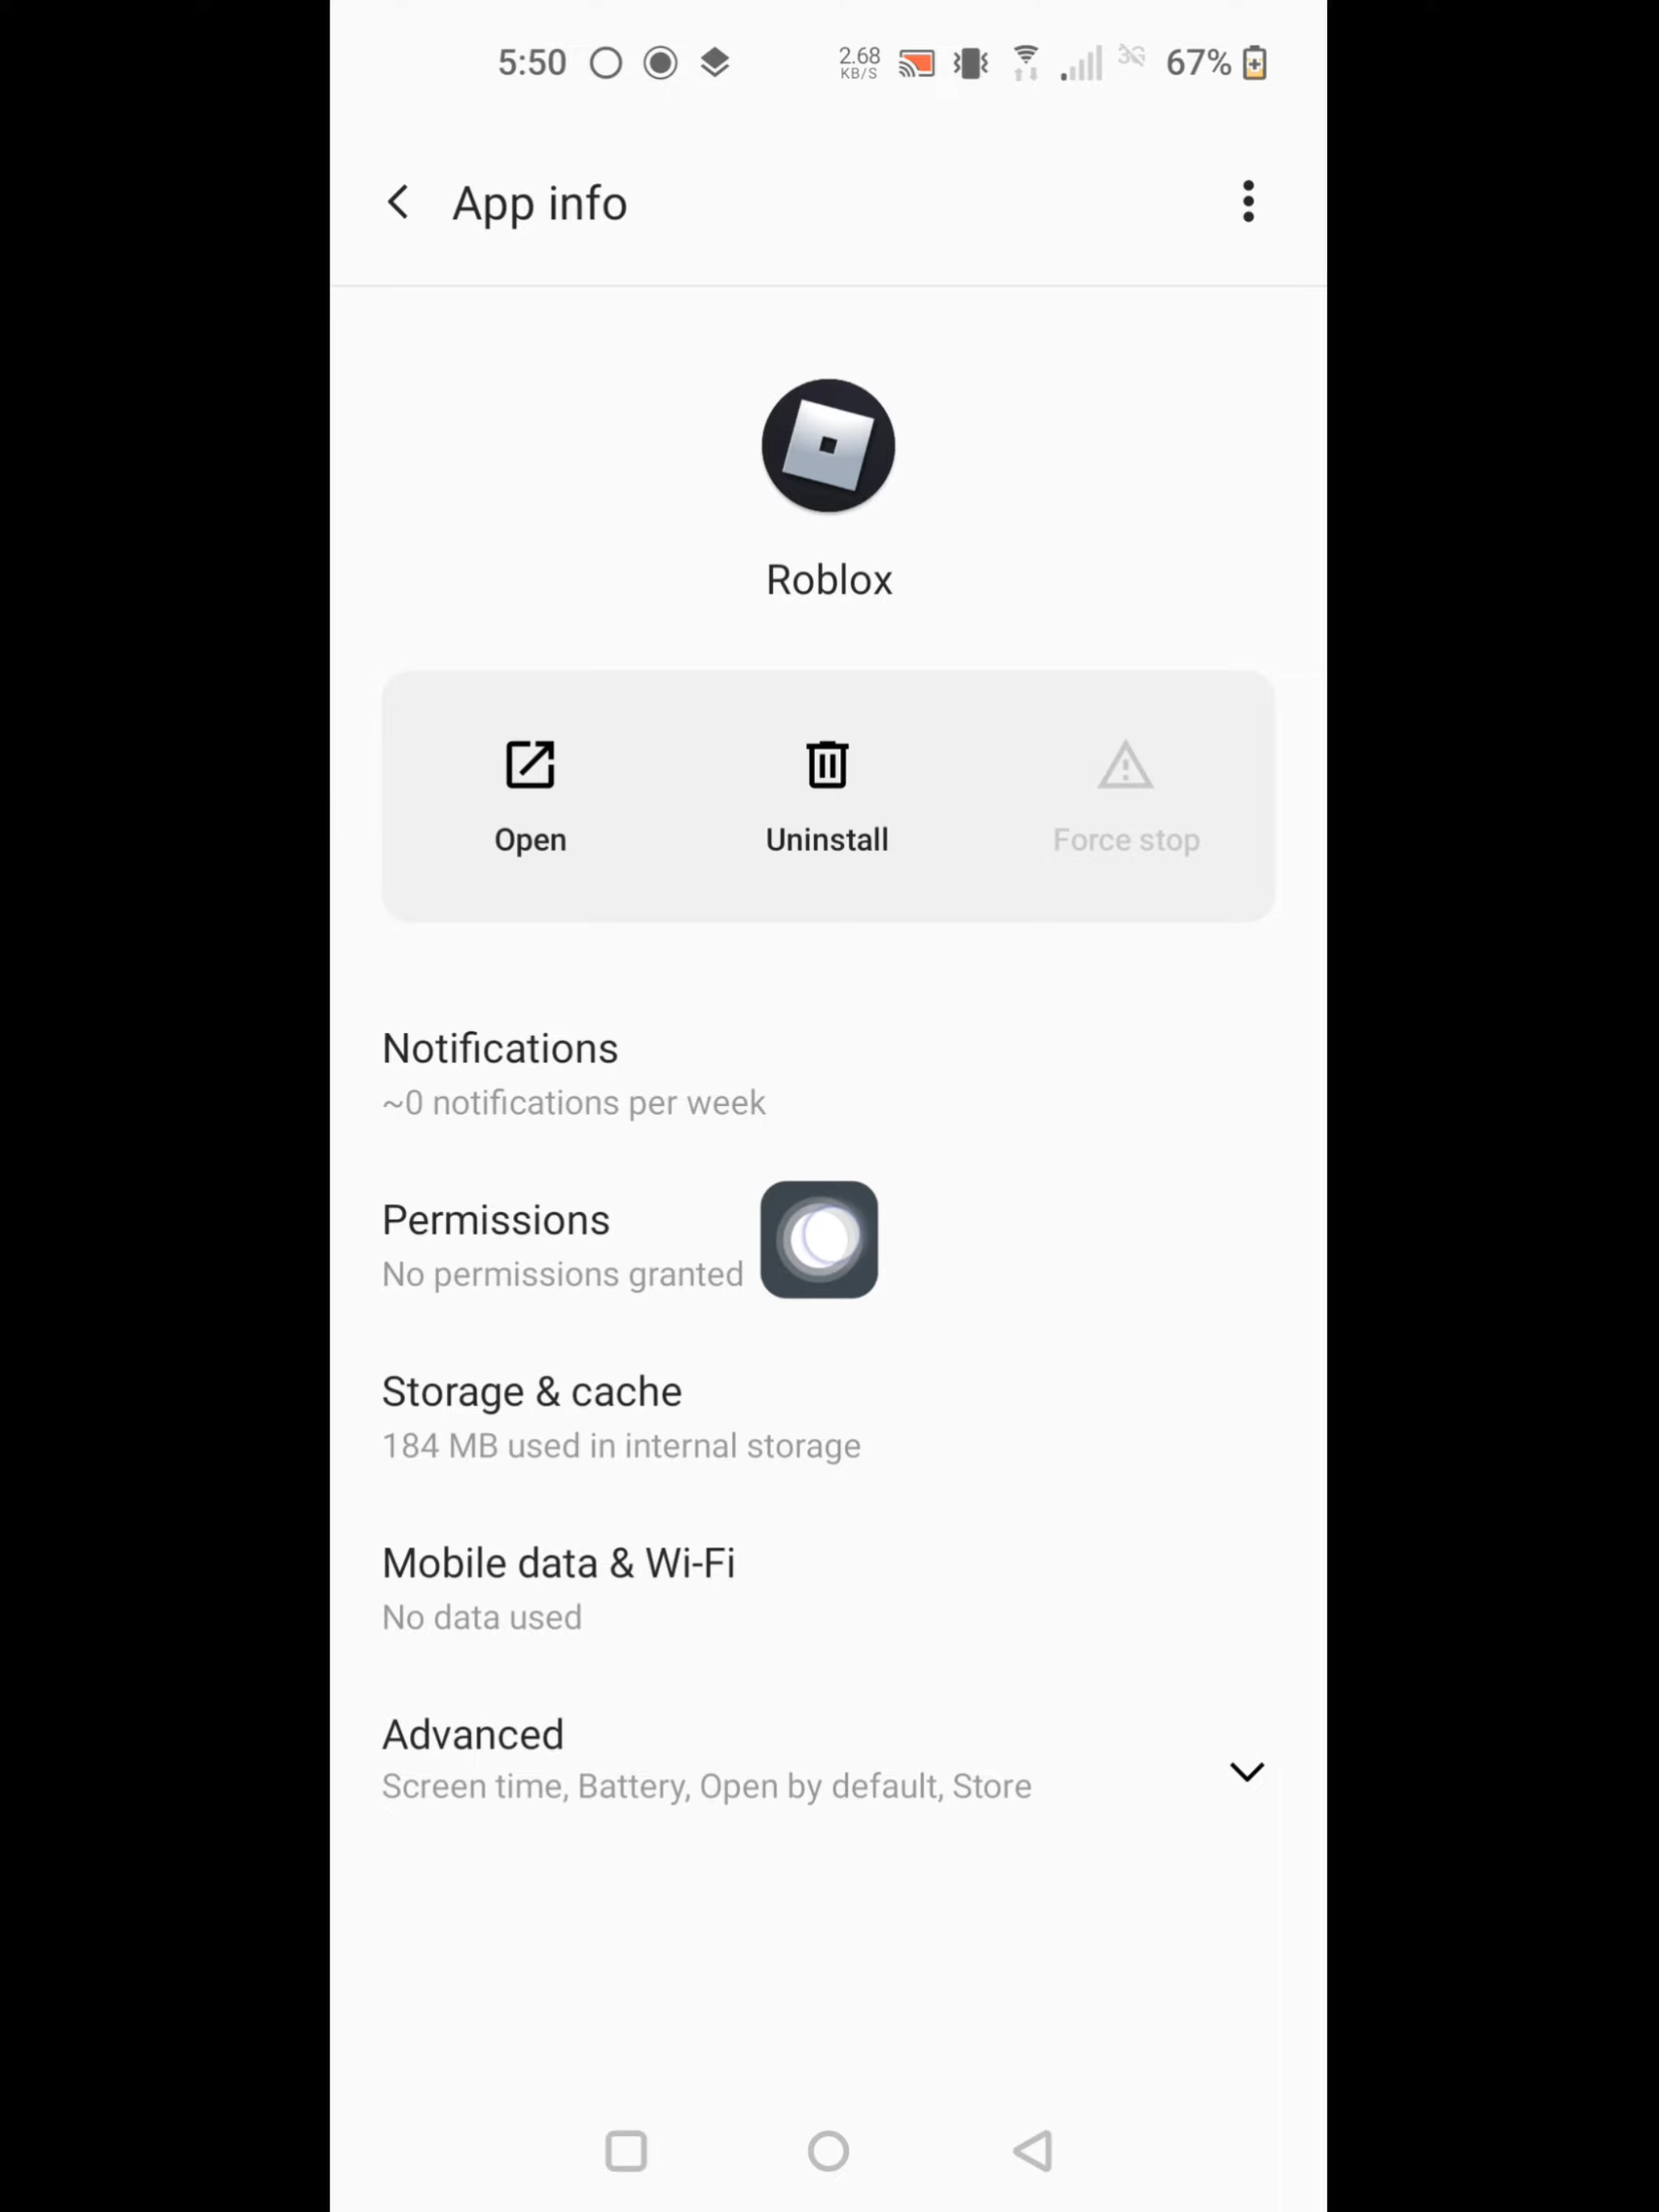 5:50 2.68 KB/S 3G 67%
App info
Roblox
Open Uninstall Force stop
Notifications
~0 notifications per week
Permissions
No permissions granted
Storage & cache
184 MB used in internal storage
Mobile data & Wi-Fi
No data used
Advanced
Screen time, Battery, Open by default, Store